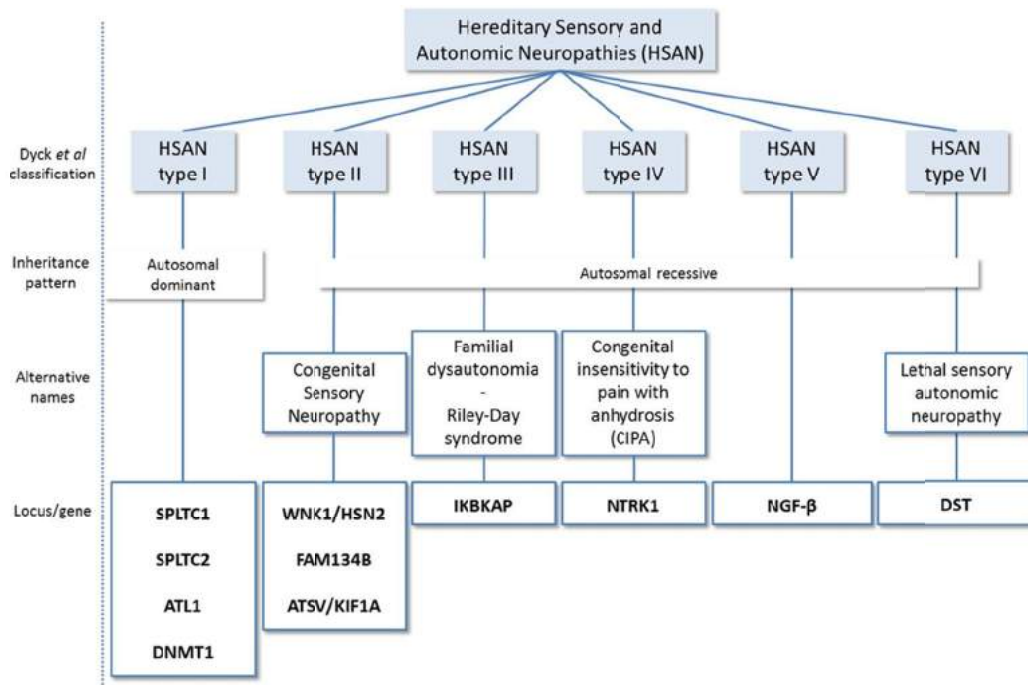 Hereditary Sensory and
Autonomic Neuropathies (HSAN)
Dyck et al
classification
HSAN
type I
HSAN
type II
HSAN
type III
HSAN
type IV
HSAN
type V
HSAN
type VI
Inheritance
pattern
Autosomal
dominant
Autosomal recessive
Alternative
names
Congenital
Sensory
Neuropathy
Familial
dysautonomia
-
Riley-Day
syndrome
Congenital
insensitivity to
pain with
anhydrosis
(CIPA)
Lethal sensory
autonomic
neuropathy
Locus/gene
SPLTC1
SPLTC2
ATL1
DNMT1
WNK1/HSN2
FAM134B
ATSV/KIF1A
IKBKAP
NTRK1
NGF-β
DST